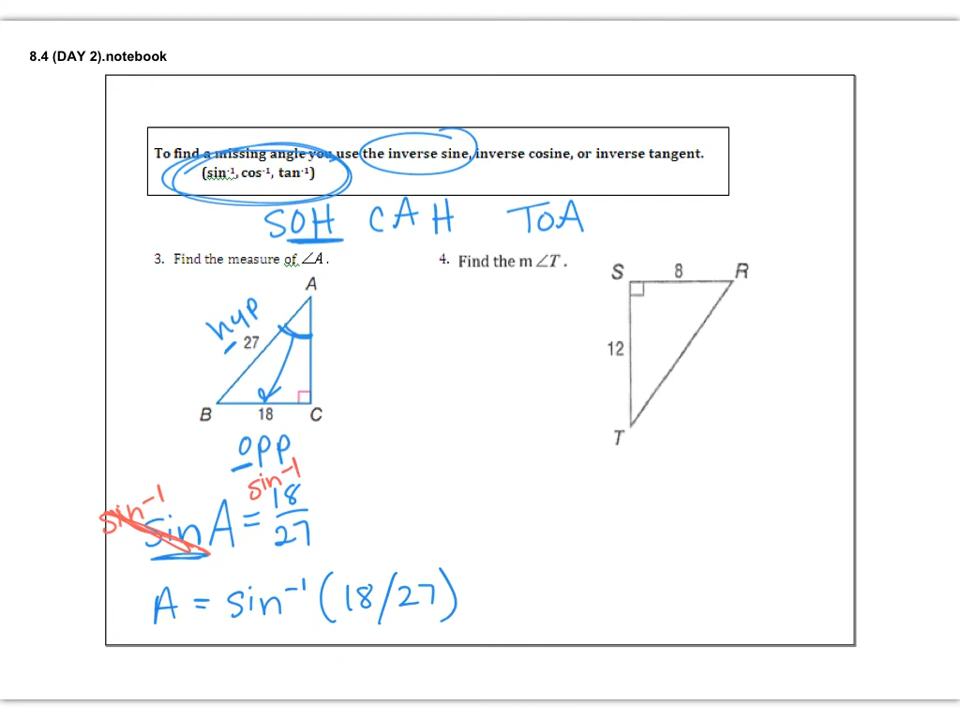 8.4 (DAY 2).notebook
To find a missing angle you use the inverse sine, inverse cosine, or inverse tangent.
(sin⁻¹, cos⁻¹, tan⁻¹)
SOH CAH TOA
3. Find the measure of ∠A.
4. Find the m∠T.
A
hyp
27
B
18
C
opp
sin⁻¹ sin A = sin⁻¹ 18/27
A = sin⁻¹ (18/27)
S
8
R
12
T